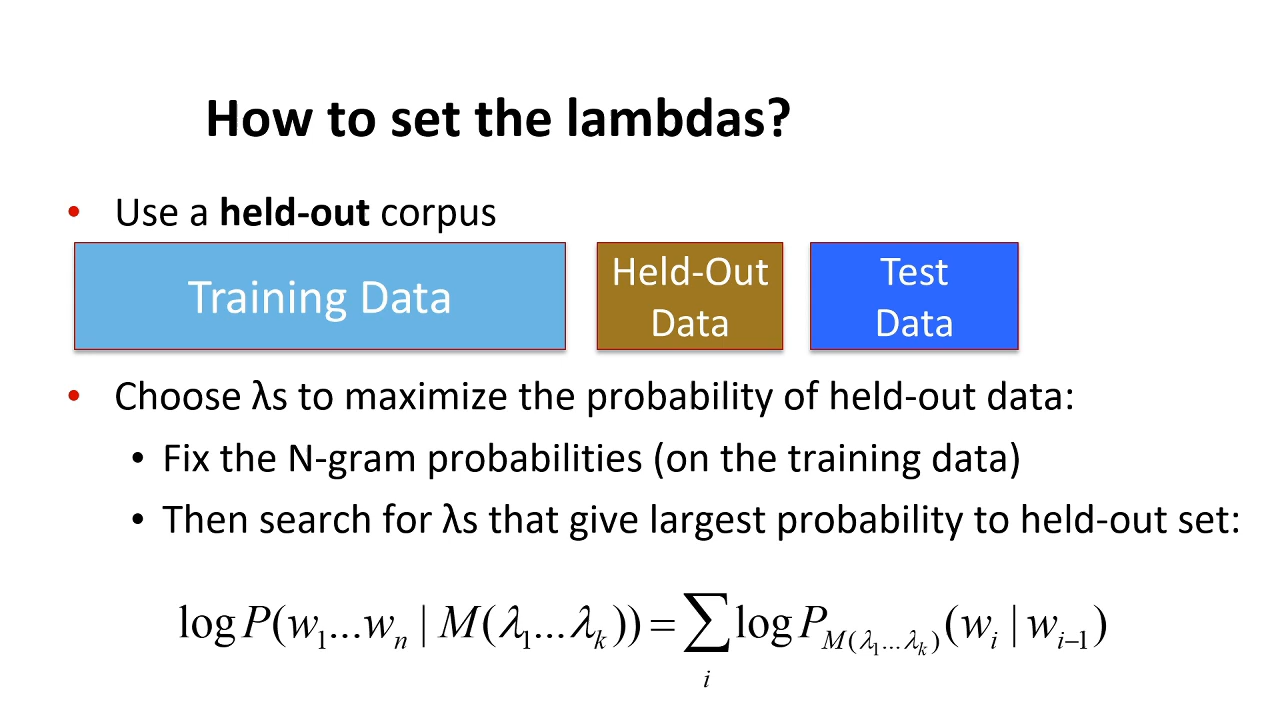 How to set the lambdas?
• Use a held-out corpus
Training Data
Held-Out
Data
Test
Data
• Choose λs to maximize the probability of held-out data:
• Fix the N-gram probabilities (on the training data)
• Then search for λs that give largest probability to held-out set:
log P(w₁...wₙ | M(λ₁...λₖ)) = ∑ᵢ log P_{M(λ₁...λₖ)}(wᵢ | wᵢ₋₁)